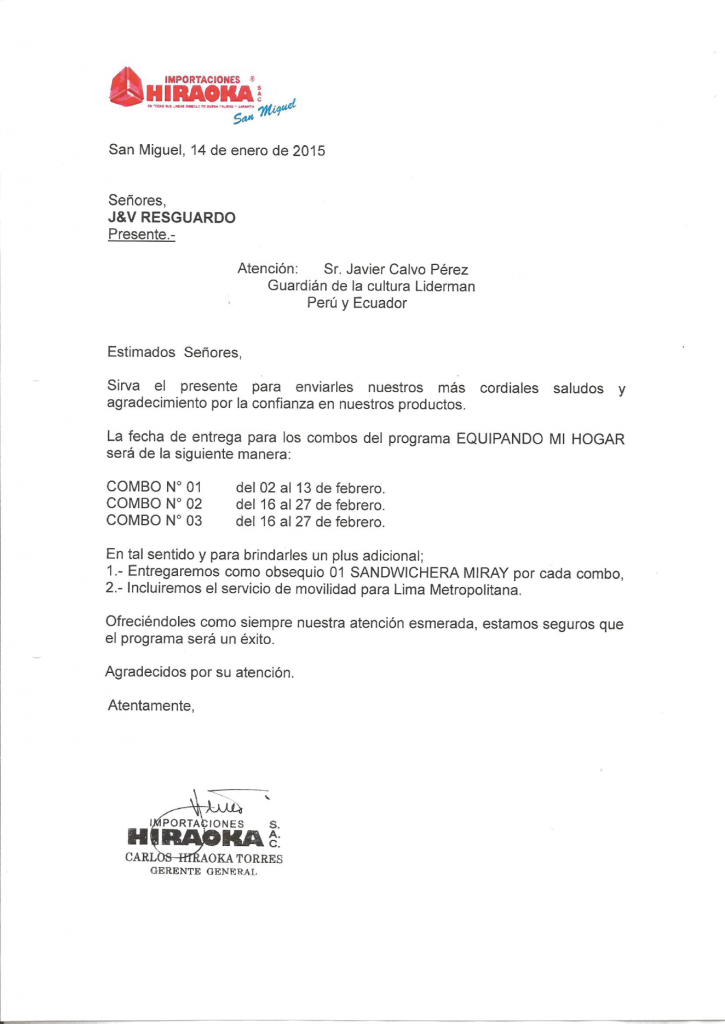 IMPORTACIONES ®
HIRAOKA S.A.C
San Miguel
San Miguel, 14 de enero de 2015
Señores,
J&V RESGUARDO
Presente.-
Atención: Sr. Javier Calvo Pérez
Guardián de la cultura Liderman
Perú y Ecuador
Estimados Señores,
Sirva el presente para enviarles nuestros más cordiales saludos y
agradecimiento por la confianza en nuestros productos.
La fecha de entrega para los combos del programa EQUIPANDO MI HOGAR
será de la siguiente manera:
COMBO N° 01 del 02 al 13 de febrero.
COMBO N° 02 del 16 al 27 de febrero.
COMBO N° 03 del 16 al 27 de febrero.
En tal sentido y para brindarles un plus adicional;
1.- Entregaremos como obsequio 01 SANDWICHERA MIRAY por cada combo,
2.- Incluiremos el servicio de movilidad para Lima Metropolitana.
Ofreciéndoles como siempre nuestra atención esmerada, estamos seguros que
el programa será un éxito.
Agradecidos por su atención.
Atentamente,
IMPORTACIONES
HIRAOKA S.A.C.
CARLOS HIRAOKA TORRES
GERENTE GENERAL